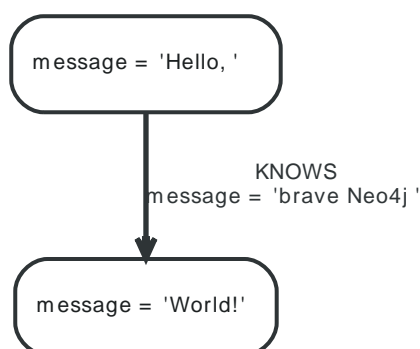 message = 'Hello, '
KNOWS
message = 'brave Neo4j '
message = 'World!'